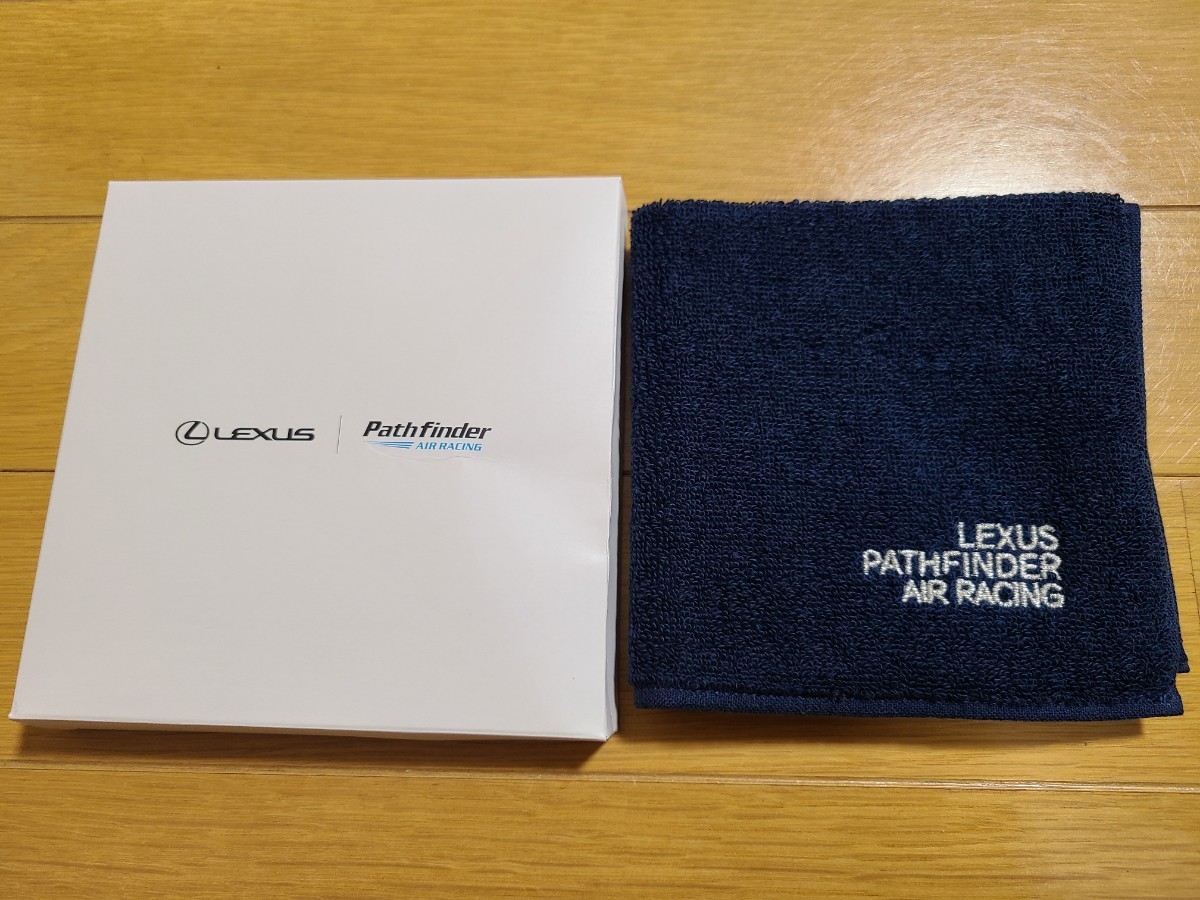 LEXUS
Pathfinder
AIR RACING
LEXUS
PATHFINDER
AIR RACING